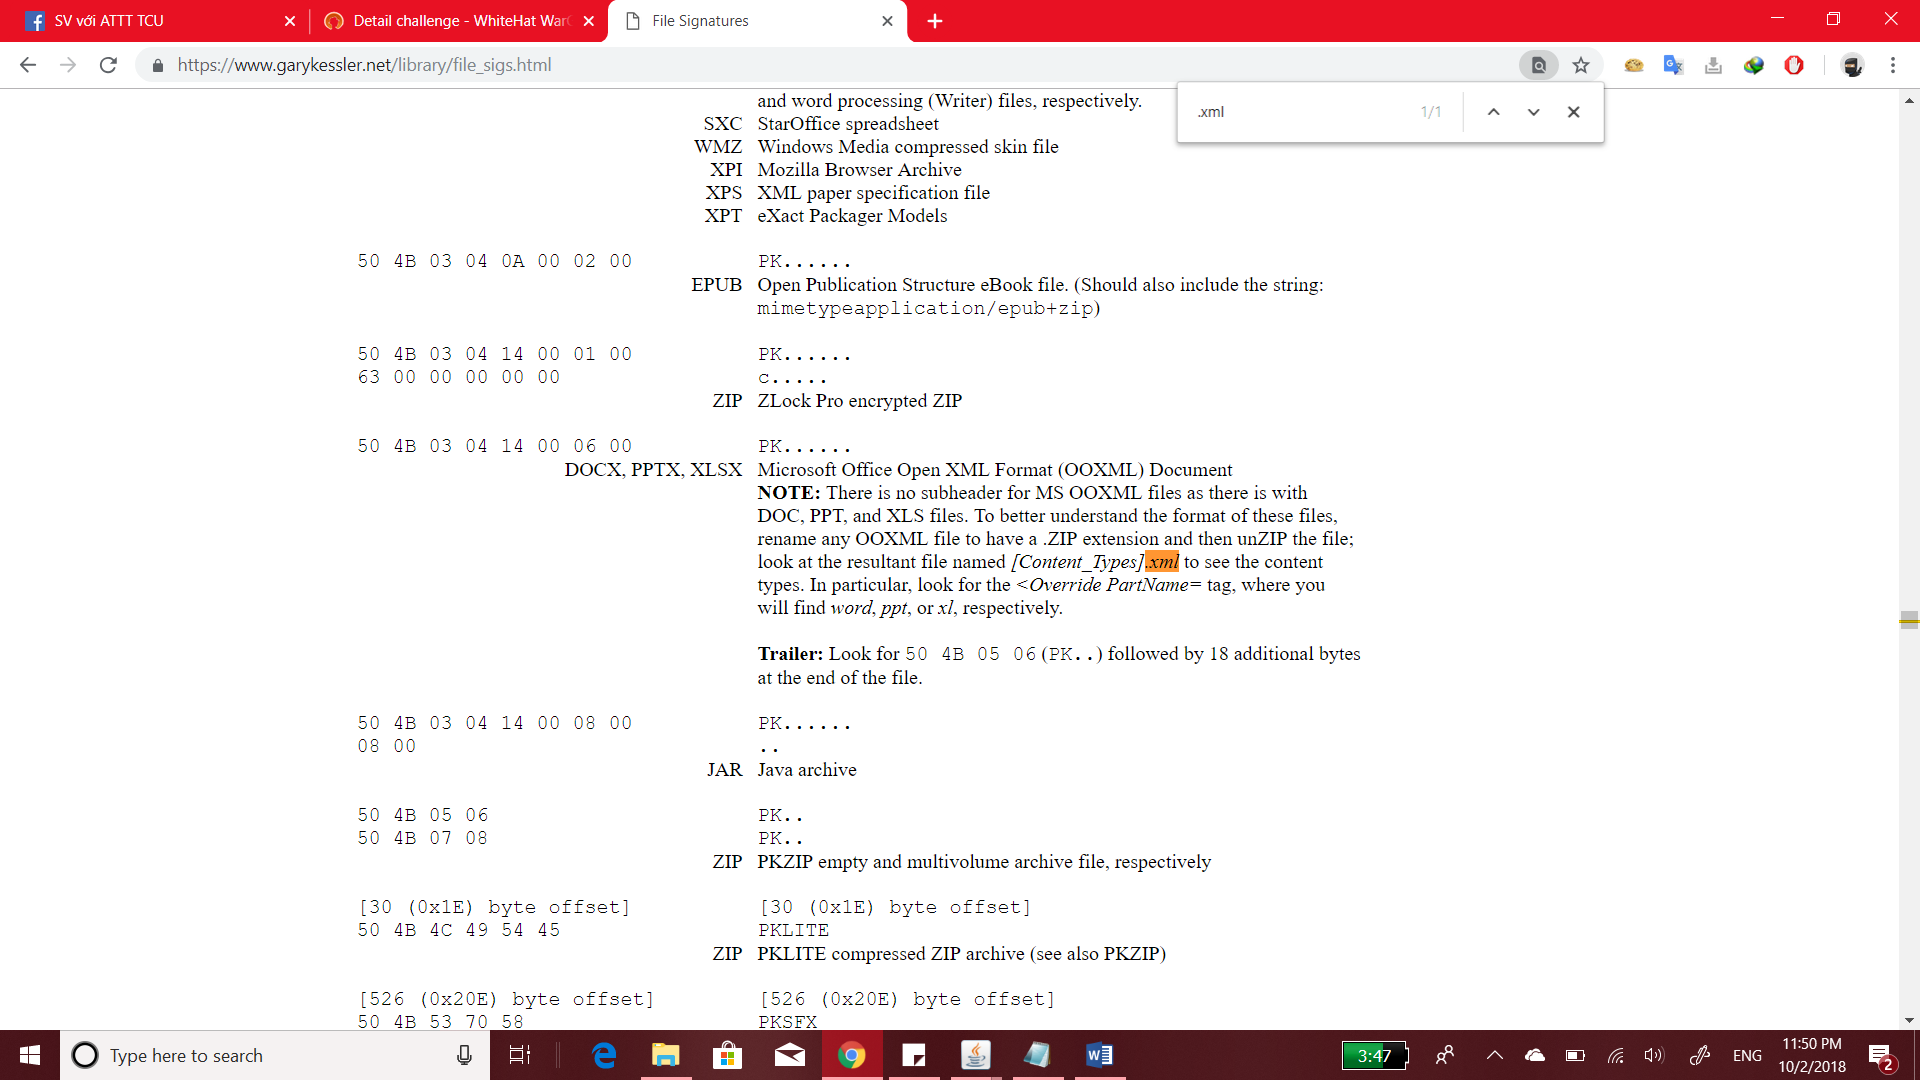 SV với ATTT TCU
Detail challenge - WhiteHat War
File Signatures
https://www.garykessler.net/library/file_sigs.html
.xml 1/1
and word processing (Writer) files, respectively.
SXC StarOffice spreadsheet
WMZ Windows Media compressed skin file
XPI Mozilla Browser Archive
XPS XML paper specification file
XPT eXact Packager Models
50 4B 03 04 0A 00 02 00 PK......
EPUB Open Publication Structure eBook file. (Should also include the string:
mimetypeapplication/epub+zip)
50 4B 03 04 14 00 01 00 PK......
63 00 00 00 00 00 c.....
ZIP ZLock Pro encrypted ZIP
50 4B 03 04 14 00 06 00 PK......
DOCX, PPTX, XLSX Microsoft Office Open XML Format (OOXML) Document
NOTE: There is no subheader for MS OOXML files as there is with
DOC, PPT, and XLS files. To better understand the format of these files,
rename any OOXML file to have a .ZIP extension and then unZIP the file;
look at the resultant file named [Content_Types].xml to see the content
types. In particular, look for the <Override PartName= tag, where you
will find word, ppt, or xl, respectively.
Trailer: Look for 50 4B 05 06 (PK..) followed by 18 additional bytes
at the end of the file.
50 4B 03 04 14 00 08 00 PK......
08 00 ..
JAR Java archive
50 4B 05 06 PK..
50 4B 07 08 PK..
ZIP PKZIP empty and multivolume archive file, respectively
[30 (0x1E) byte offset] [30 (0x1E) byte offset]
50 4B 4C 49 54 45 PKLITE
ZIP PKLITE compressed ZIP archive (see also PKZIP)
[526 (0x20E) byte offset] [526 (0x20E) byte offset]
50 4B 53 70 58 PKSFX
Type here to search
3:47
ENG
11:50 PM
10/2/2018
2